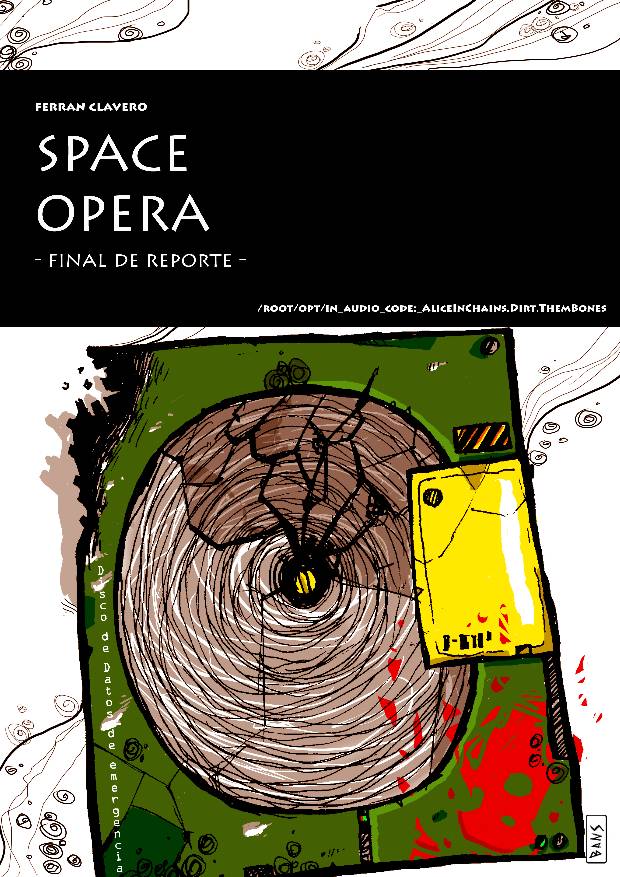 FERRAN CLAVERO
SPACE
OPERA
- FINAL DE REPORTE -
/ROOT/OPT/IN_AUDIO_CODE:_ALICEINCHAINS.DIRT.THEMBONES
Disco de Datos de emergencia